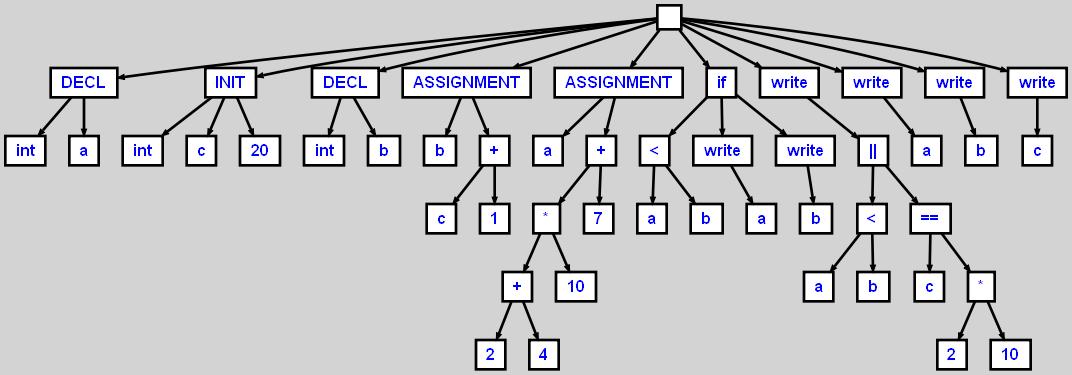 DECL INIT DECL ASSIGNMENT ASSIGNMENT if write write write write
int a int c 20 int b b + a + < write write || a b c
c 1 * 7 a b a b < ==
+ 10 a b c *
2 4 2 10